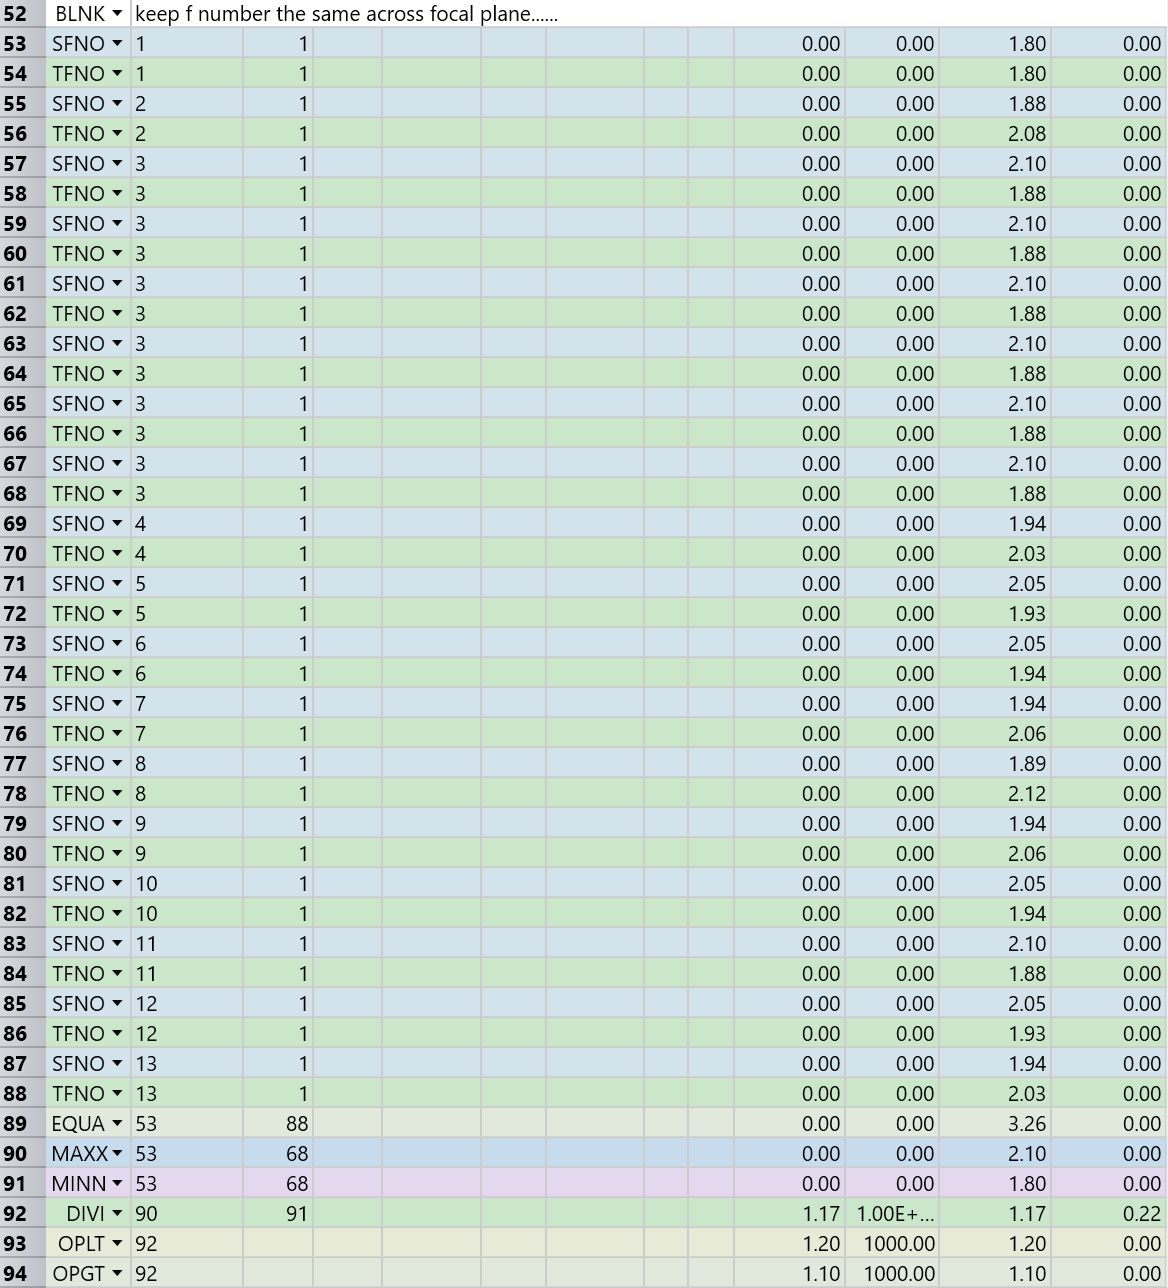 52 BLNK keep f number the same across focal plane......
53 SFNO 1 1 0.00 0.00 1.80 0.00
54 TFNO 1 1 0.00 0.00 1.80 0.00
55 SFNO 2 1 0.00 0.00 1.88 0.00
56 TFNO 2 1 0.00 0.00 2.08 0.00
57 SFNO 3 1 0.00 0.00 2.10 0.00
58 TFNO 3 1 0.00 0.00 1.88 0.00
59 SFNO 3 1 0.00 0.00 2.10 0.00
60 TFNO 3 1 0.00 0.00 1.88 0.00
61 SFNO 3 1 0.00 0.00 2.10 0.00
62 TFNO 3 1 0.00 0.00 1.88 0.00
63 SFNO 3 1 0.00 0.00 2.10 0.00
64 TFNO 3 1 0.00 0.00 1.88 0.00
65 SFNO 3 1 0.00 0.00 2.10 0.00
66 TFNO 3 1 0.00 0.00 1.88 0.00
67 SFNO 3 1 0.00 0.00 2.10 0.00
68 TFNO 3 1 0.00 0.00 1.88 0.00
69 SFNO 4 1 0.00 0.00 1.94 0.00
70 TFNO 4 1 0.00 0.00 2.03 0.00
71 SFNO 5 1 0.00 0.00 2.05 0.00
72 TFNO 5 1 0.00 0.00 1.93 0.00
73 SFNO 6 1 0.00 0.00 2.05 0.00
74 TFNO 6 1 0.00 0.00 1.94 0.00
75 SFNO 7 1 0.00 0.00 1.94 0.00
76 TFNO 7 1 0.00 0.00 2.06 0.00
77 SFNO 8 1 0.00 0.00 1.89 0.00
78 TFNO 8 1 0.00 0.00 2.12 0.00
79 SFNO 9 1 0.00 0.00 1.94 0.00
80 TFNO 9 1 0.00 0.00 2.06 0.00
81 SFNO 10 1 0.00 0.00 2.05 0.00
82 TFNO 10 1 0.00 0.00 1.94 0.00
83 SFNO 11 1 0.00 0.00 2.10 0.00
84 TFNO 11 1 0.00 0.00 1.88 0.00
85 SFNO 12 1 0.00 0.00 2.05 0.00
86 TFNO 12 1 0.00 0.00 1.93 0.00
87 SFNO 13 1 0.00 0.00 1.94 0.00
88 TFNO 13 1 0.00 0.00 2.03 0.00
89 EQUA 53 88 0.00 0.00 3.26 0.00
90 MAXX 53 68 0.00 0.00 2.10 0.00
91 MINN 53 68 0.00 0.00 1.80 0.00
92 DIVI 90 91 1.17 1.00E+... 1.17 0.22
93 OPLT 92 1.20 1000.00 1.20 0.00
94 OPGT 92 1.10 1000.00 1.10 0.00